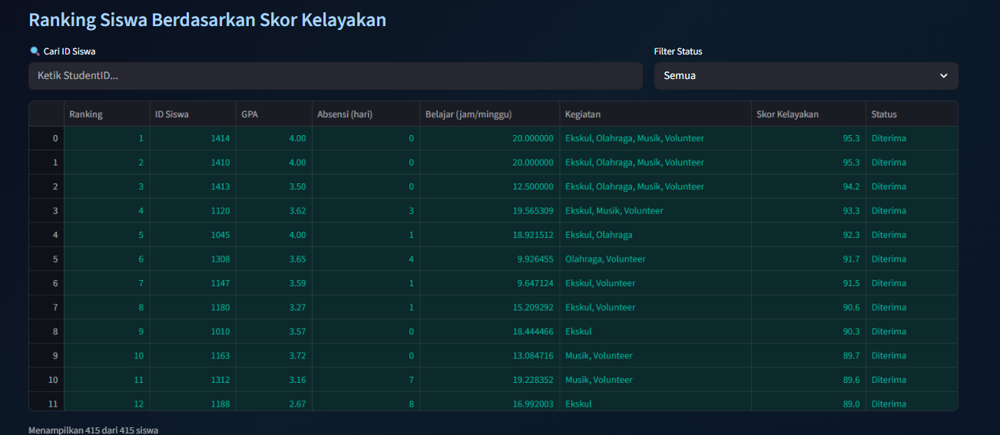 Ranking Siswa Berdasarkan Skor Kelayakan
Cari ID Siswa
Filter Status
Ketik StudentID...
Semua
Ranking ID Siswa GPA Absensi (hari) Belajar (jam/minggu) Kegiatan Skor Kelayakan Status
0 1 1414 4.00 0 20.000000 Ekskul, Olahraga, Musik, Volunteer 95.3 Diterima
1 2 1410 4.00 0 20.000000 Ekskul, Olahraga, Musik, Volunteer 95.3 Diterima
2 3 1413 3.50 0 12.500000 Ekskul, Olahraga, Musik, Volunteer 94.2 Diterima
3 4 1120 3.62 3 19.565309 Ekskul, Musik, Volunteer 93.3 Diterima
4 5 1045 4.00 1 18.921512 Ekskul, Olahraga 92.3 Diterima
5 6 1308 3.65 4 9.926455 Olahraga, Volunteer 91.7 Diterima
6 7 1147 3.59 1 9.647124 Ekskul, Volunteer 91.5 Diterima
7 8 1180 3.27 1 15.209292 Ekskul, Volunteer 90.6 Diterima
8 9 1010 3.57 0 18.444466 Ekskul 90.3 Diterima
9 10 1163 3.72 0 13.084716 Musik, Volunteer 89.7 Diterima
10 11 1312 3.16 7 19.228352 Musik, Volunteer 89.6 Diterima
11 12 1188 2.67 8 16.992003 Ekskul 89.0 Diterima
Menampilkan 415 dari 415 siswa